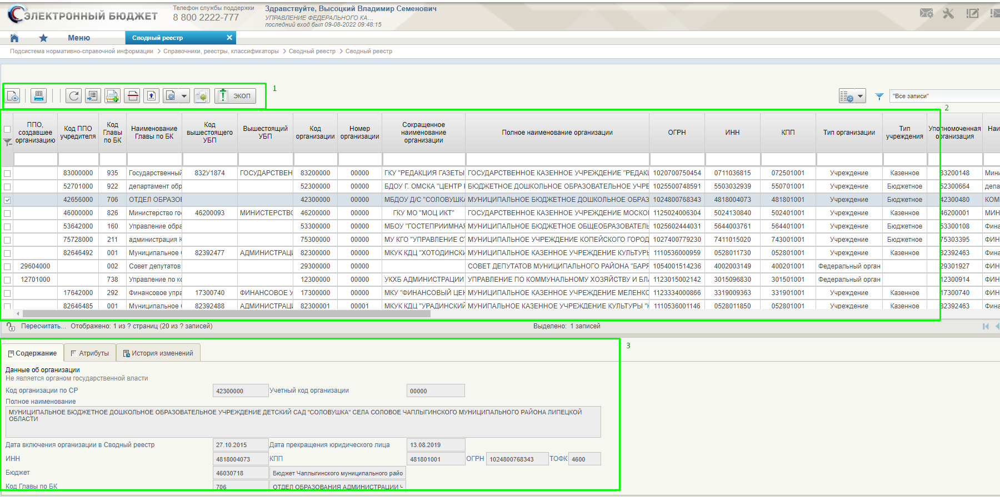 ЭЛЕКТРОННЫЙ БЮДЖЕТ
Телефон службы поддержки
8 800 2222-777
Здравствуйте, Высоцкий Владимир Семенович
УПРАВЛЕНИЕ ФЕДЕРАЛЬНОГО КА...
последний вход был 09-08-2022 09:48:15
Меню
Сводный реестр
Подсистема нормативно-справочной информации > Справочники, реестры, классификаторы > Сводный реестр > Сводный реестр
1
ЭКОП
"Все записи"
2
ППО, создавшее организацию Код ППО учредителя Код Главы по БК Наименование Главы по БК Код вышестоящего УБП Вышестоящий УБП Код организации Номер организации Сокращенное наименование организации Полное наименование организации ОГРН ИНН КПП Тип организации Тип учреждения Уполномоченная организация Наи
83000000 935 Государственный 832У1874 ГОСУДАРСТВЕН 83200000 00000 ГКУ "РЕДАКЦИЯ ГАЗЕТЫ ГОСУДАРСТВЕННОЕ КАЗЕННОЕ УЧРЕЖДЕНИЕ "РЕДАКЦ 1020700750454 0711036815 072501001 Учреждение Казенное 83200148 Мини
52701000 922 департамент обр 52300000 00000 БДОУ Г. ОМСКА "ЦЕНТР БЮДЖЕТНОЕ ДОШКОЛЬНОЕ ОБРАЗОВАТЕЛЬНОЕ УЧРЕ 1025500748591 5503032939 550701001 Учреждение Бюджетное 52300664 депа
42656000 706 ОТДЕЛ ОБРАЗОВ 42300000 00000 МБДОУ Д/С "СОЛОВУШКА МУНИЦИПАЛЬНОЕ БЮДЖЕТНОЕ ДОШКОЛЬНОЕ ОБРАЗ 1024800768343 4818004073 481801001 Учреждение Бюджетное 42300480 КОМ
46000000 826 Министерство гос 46200093 МИНИСТЕРСТВО 46200000 00000 ГКУ МО "МОЦ ИКТ" ГОСУДАРСТВЕННОЕ КАЗЕННОЕ УЧРЕЖДЕНИЕ МОСКОВ 1125024006304 5024130840 502401001 Учреждение Казенное 46200001 МИН
53642000 160 Управление обра 53300000 00000 МБОУ "ГОСТЕПРИИМНАЯ МУНИЦИПАЛЬНОЕ БЮДЖЕТНОЕ ОБЩЕОБРАЗОВАТЕЛЬ 1025602444031 5644003761 564401001 Учреждение Бюджетное 53300108 Фина
75728000 211 администрация К 75300000 00000 МУ КГО "УПРАВЛЕНИЕ СТ МУНИЦИПАЛЬНОЕ УЧРЕЖДЕНИЕ КОПЕЙСКОГО ГОРОД 1027400779230 7411015020 743001001 Учреждение Бюджетное 75303395 ФИН
82646492 001 Муниципальное 82392477 АДМИНИСТРАЦИ 82300000 00000 МКУК КДЦ "ХОТОДИНСКИ МУНИЦИПАЛЬНОЕ КАЗЕННОЕ УЧРЕЖДЕНИЕ КУЛЬТУРЫ 1110536000959 0528011730 052801001 Учреждение Казенное 82392463 Фина
29604000 002 Совет депутатов 29300000 00000 СОВЕТ ДЕПУТАТОВ МУНИЦИПАЛЬНОГО РАЙОНА "БАРЯ 1054001514236 4002003149 400201001 Федеральный орган 29301927 ФИН
12701000 738 Управление по ко 12300000 00000 УКХБ АДМИНИСТРАЦИИ УПРАВЛЕНИЕ ПО КОММУНАЛЬНОМУ ХОЗЯЙСТВУ И БЛА 1123015002142 3015096830 301501001 Федеральный орган 12300914 ФИН
17642000 292 Финансовое упра 17300740 ФИНАНСОВОЕ У 17300000 00000 МКУ "ФИНАНСОВЫЙ ЦЕН МУНИЦИПАЛЬНОЕ КАЗЕННОЕ УЧРЕЖДЕНИЕ МЕЛЕНКО 1123334000866 3319009363 331901001 Учреждение Казенное 17300740 ФИН
82646485 001 Муниципальное 82392488 АДМИНИСТРАЦИ 82300001 00001 МКУК КДЦ "УРАДИНСКИЙ МУНИПАЛЬНОЕ КАЗЕННОЕ УЧРЕЖДЕНИЕ КУЛЬТУРЫ 1110536001146 0528011850 052801001 Учреждение Казенное 82392463 Фина
Пересчитать... Отображено: 1 из ? страниц (20 из ? записей) Выделено: 1 записей
3
Содержание Атрибуты История изменений
Данные об организации
Не является органом государственной власти
Код организации по СР 42300000 Учетный код организации 00000
Полное наименование
МУНИЦИПАЛЬНОЕ БЮДЖЕТНОЕ ДОШКОЛЬНОЕ ОБРАЗОВАТЕЛЬНОЕ УЧРЕЖДЕНИЕ ДЕТСКИЙ САД "СОЛОВУШКА" СЕЛА СОЛОВОЕ ЧАПЛЫГИНСКОГО МУНИЦИПАЛЬНОГО РАЙОНА ЛИПЕЦКОЙ
ОБЛАСТИ
Дата включения организации в Сводный реестр 27.10.2015 Дата прекращения юридического лица 13.08.2019
ИНН 4818004073 КПП 481801001 ОГРН 1024800768343 ТОФК 4600
Бюджет 46030718 Бюджет Чаплыгинского муниципального райо
Код Главы по БК 706 ОТДЕЛ ОБРАЗОВАНИЯ АДМИНИСТРАЦИИ Ч